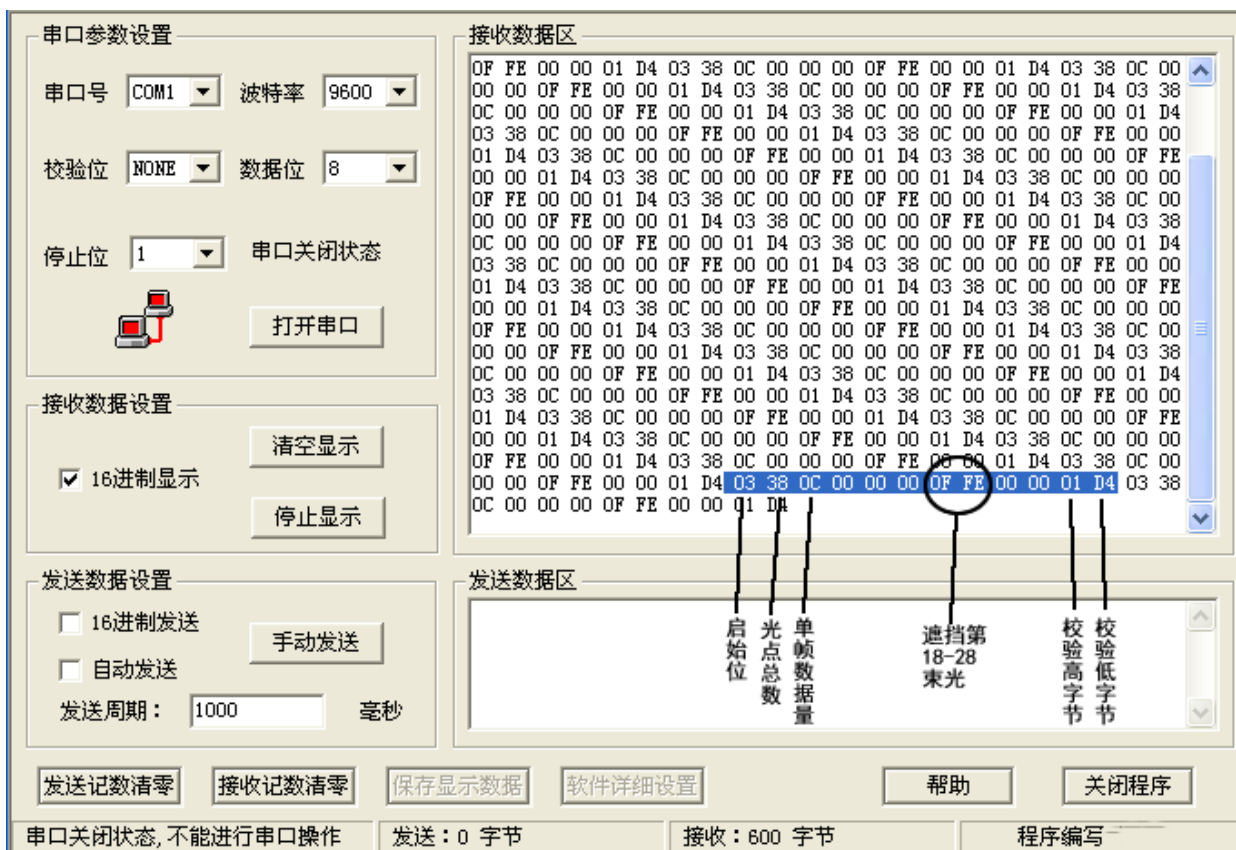 串口参数设置
串口号 COM1 波特率 9600
校验位 NONE 数据位 8
停止位 1 串口关闭状态
打开串口
接收数据设置
清空显示
16进制显示
停止显示
发送数据设置
16进制发送
手动发送
自动发送
发送周期： 1000 毫秒
接收数据区
0F FE 00 00 01 D4 03 38 0C 00 00 00 0F FE 00 00 01 D4 03 38 0C 00
00 00 0F FE 00 00 01 D4 03 38 0C 00 00 00 0F FE 00 00 01 D4 03 38
0C 00 00 00 0F FE 00 00 01 D4 03 38 0C 00 00 00 0F FE 00 00 01 D4
03 38 0C 00 00 00 0F FE 00 00 01 D4 03 38 0C 00 00 00 0F FE 00 00
01 D4 03 38 0C 00 00 00 0F FE 00 00 01 D4 03 38 0C 00 00 00 0F FE
00 00 01 D4 03 38 0C 00 00 00 0F FE 00 00 01 D4 03 38 0C 00 00 00
0F FE 00 00 01 D4 03 38 0C 00 00 00 0F FE 00 00 01 D4 03 38 0C 00
00 00 0F FE 00 00 01 D4 03 38 0C 00 00 00 0F FE 00 00 01 D4 03 38
0C 00 00 00 0F FE 00 00 01 D4 03 38 0C 00 00 00 0F FE 00 00 01 D4
03 38 0C 00 00 00 0F FE 00 00 01 D4 03 38 0C 00 00 00 0F FE 00 00
01 D4 03 38 0C 00 00 00 0F FE 00 00 01 D4 03 38 0C 00 00 00 0F FE
00 00 01 D4 03 38 0C 00 00 00 0F FE 00 00 01 D4 03 38 0C 00 00 00
0F FE 00 00 01 D4 03 38 0C 00 00 00 0F FE 00 00 01 D4 03 38 0C 00
00 00 0F FE 00 00 01 D4 03 38 0C 00 00 00 0F FE 00 00 01 D4 03 38
0C 00 00 00 0F FE 00 00 01 D4 03 38 0C 00 00 00 0F FE 00 00 01 D4
03 38 0C 00 00 00 0F FE 00 00 01 D4 03 38 0C 00 00 00 0F FE 00 00
01 D4 03 38 0C 00 00 00 0F FE 00 00 01 D4 03 38 0C 00 00 00 0F FE
00 00 01 D4 03 38 0C 00 00 00 0F FE 00 00 01 D4 03 38 0C 00 00 00
0F FE 00 00 01 D4 03 38 0C 00 00 00 0F FE 00 00 01 D4 03 38 0C 00
00 00 0F FE 00 00 01 D4 03 38 0C 00 00 00 0F FE 00 00 01 D4 03 38
0C 00 00 00 0F FE 00 00 01 D4
发送数据区
启始位
光点总数
单帧数据量
遮挡第
18-28
束光
校验高字节
校验低字节
发送记数清零 接收记数清零 保存显示数据 软件详细设置 帮助 关闭程序
串口关闭状态,不能进行串口操作 发送：0 字节 接收：600 字节 程序编写